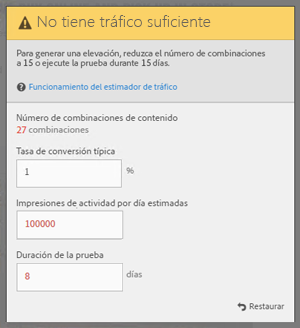 No tiene tráfico suficiente
Para generar una elevación, reduzca el número de combinaciones
a 15 o ejecute la prueba durante 15 días.
Funcionamiento del estimador de tráfico
Número de combinaciones de contenido
27 combinaciones
Tasa de conversión típica
1 %
Impresiones de actividad por día estimadas
100000
Duración de la prueba
8 días
Restaurar